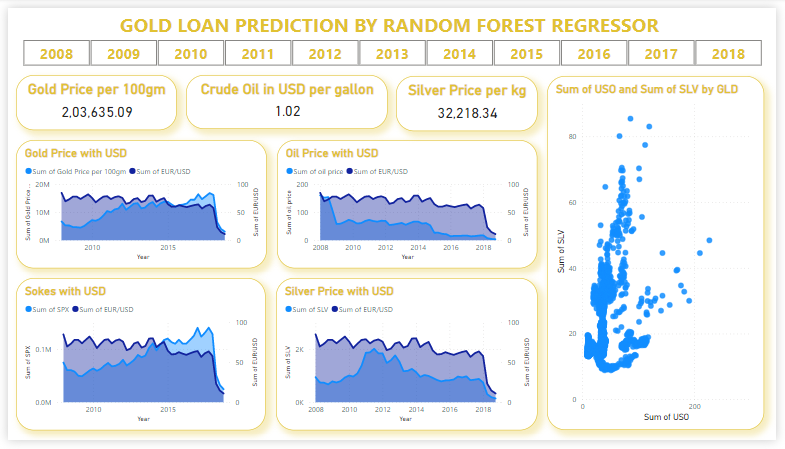 GOLD LOAN PREDICTION BY RANDOM FOREST REGRESSOR
2008 2009 2010 2011 2012 2013 2014 2015 2016 2017 2018
Gold Price per 100gm
2,03,635.09
Crude Oil in USD per gallon
1.02
Silver Price per kg
32,218.34
Gold Price with USD
Sum of Gold Price per 100gm Sum of EUR/USD
Sum of Gold Price ...
20M
10M
0M
100
50
0
Sum of EUR/USD
2010 2015
Year
Oil Price with USD
Sum of oil price Sum of EUR/USD
Sum of oil price
200
100
0
100
50
0
Sum of EUR/USD
2008 2010 2012 2014 2016 2018
Year
Sokes with USD
Sum of SPX Sum of EUR/USD
Sum of SPX
0.1M
0.0M
100
50
0
Sum of EUR/USD
2010 2015
Year
Silver Price with USD
Sum of SLV Sum of EUR/USD
Sum of SLV
2K
0K
100
50
0
Sum of EUR/USD
2008 2010 2012 2014 2016 2018
Year
Sum of USO and Sum of SLV by GLD
Sum of SLV
80
60
40
20
0
0 200
Sum of USO